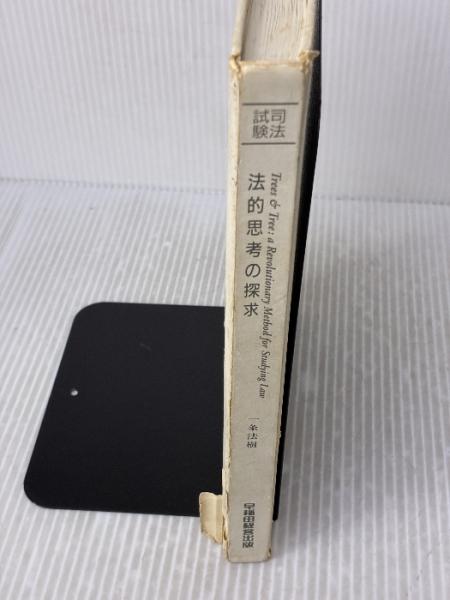 司法
試験
法的思考の探求
Trees & Tree: a Revolutionary Method for Studying Law
一条法樹
早稲田経営出版